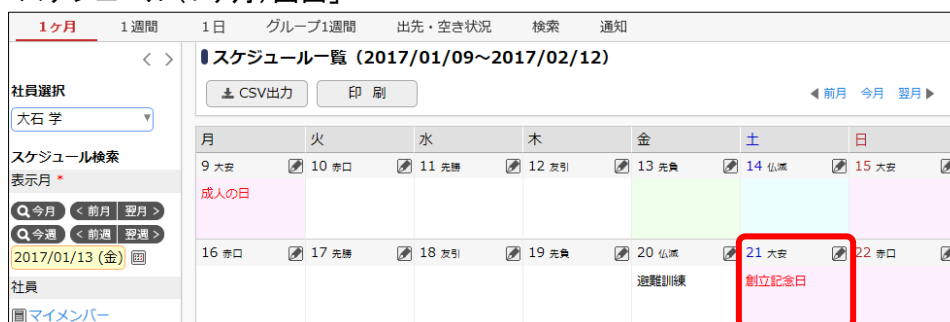 1ヶ月 1週間 1日 グループ1週間 出先・空き状況 検索 通知
< >
社員選択
大石 学
スケジュール検索
表示月 *
今月 < 前月 翌月 >
今週 < 前週 翌週 >
2017/01/13 (金)
社員
マイメンバー
スケジュール一覧（2017/01/09～2017/02/12）
CSV出力 印 刷
前月 今月 翌月
月 火 水 木 金 土 日
9 大安 10 赤口 11 先勝 12 友引 13 先負 14 仏滅 15 大安
成人の日
16 赤口 17 先勝 18 友引 19 先負 20 仏滅 21 大安 22 赤口
避難訓練 創立記念日